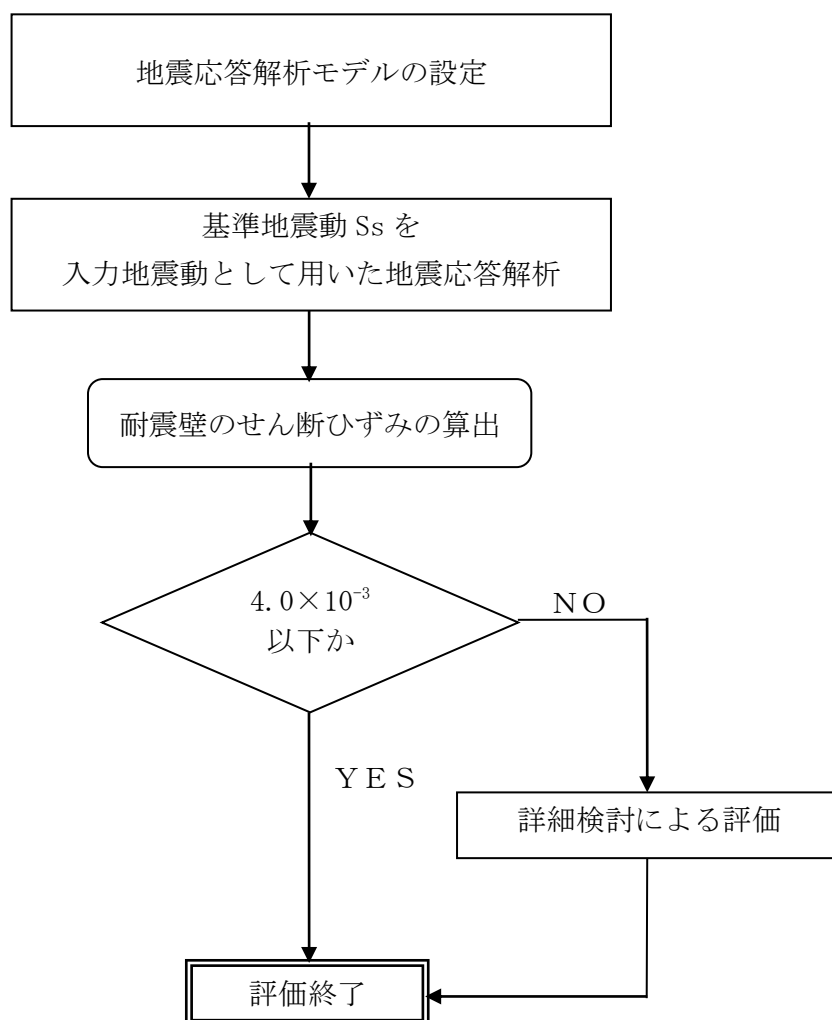 地震応答解析モデルの設定
基準地震動 Ss を
入力地震動として用いた地震応答解析
耐震壁のせん断ひずみの算出
4.0×10⁻³
以下か
ＮＯ
ＹＥＳ
詳細検討による評価
評価終了